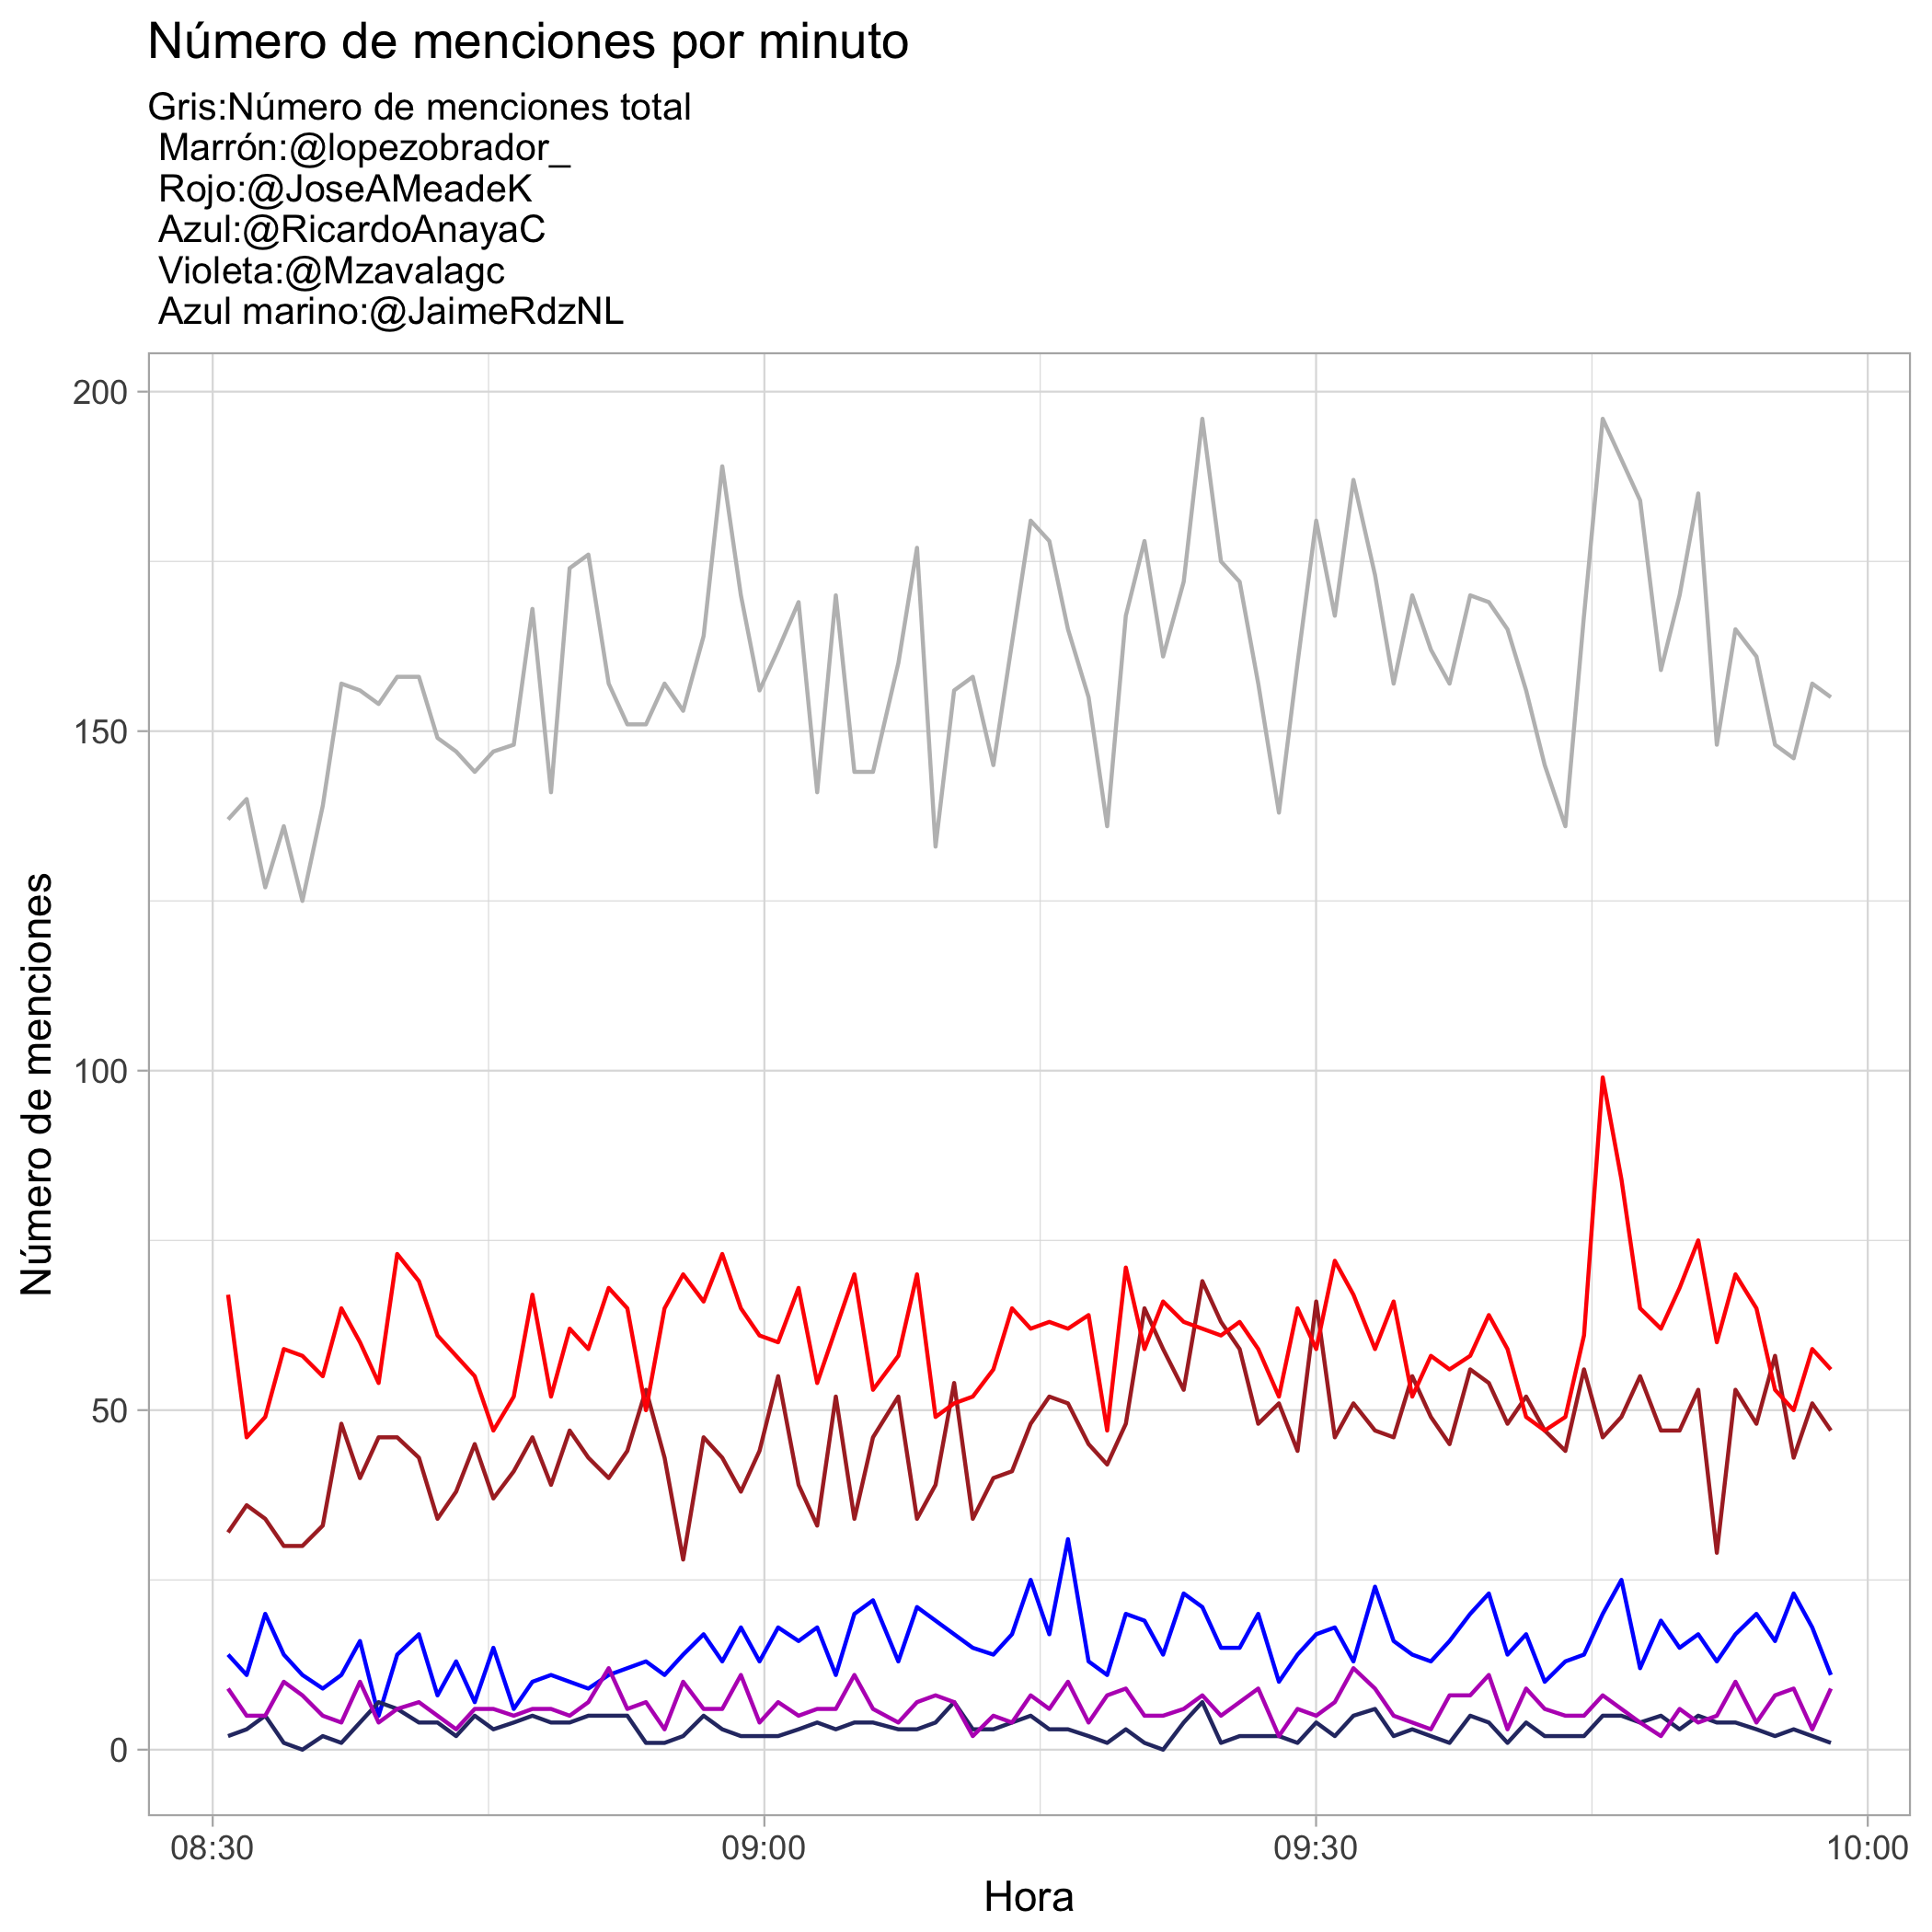 Número de menciones por minuto
Gris:Número de menciones total
Marrón:@lopezobrador_
Rojo:@JoseAMeadeK
Azul:@RicardoAnayaC
Violeta:@Mzavalagc
Azul marino:@JaimeRdzNL
200
150
100
50
0
Número de menciones
08:30 09:00 09:30 10:00
Hora